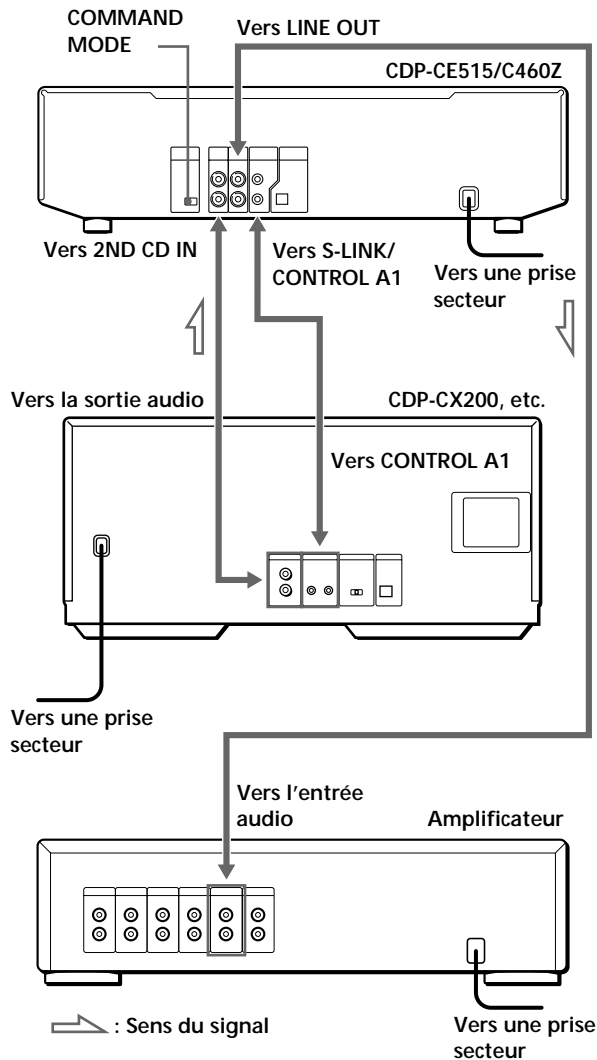 COMMAND
MODE
Vers LINE OUT
CDP-CE515/C460Z
Vers 2ND CD IN
Vers S-LINK/
CONTROL A1
Vers une prise
secteur
Vers la sortie audio
CDP-CX200, etc.
Vers CONTROL A1
Vers une prise
secteur
Vers l'entrée
audio
Amplificateur
: Sens du signal
Vers une prise
secteur